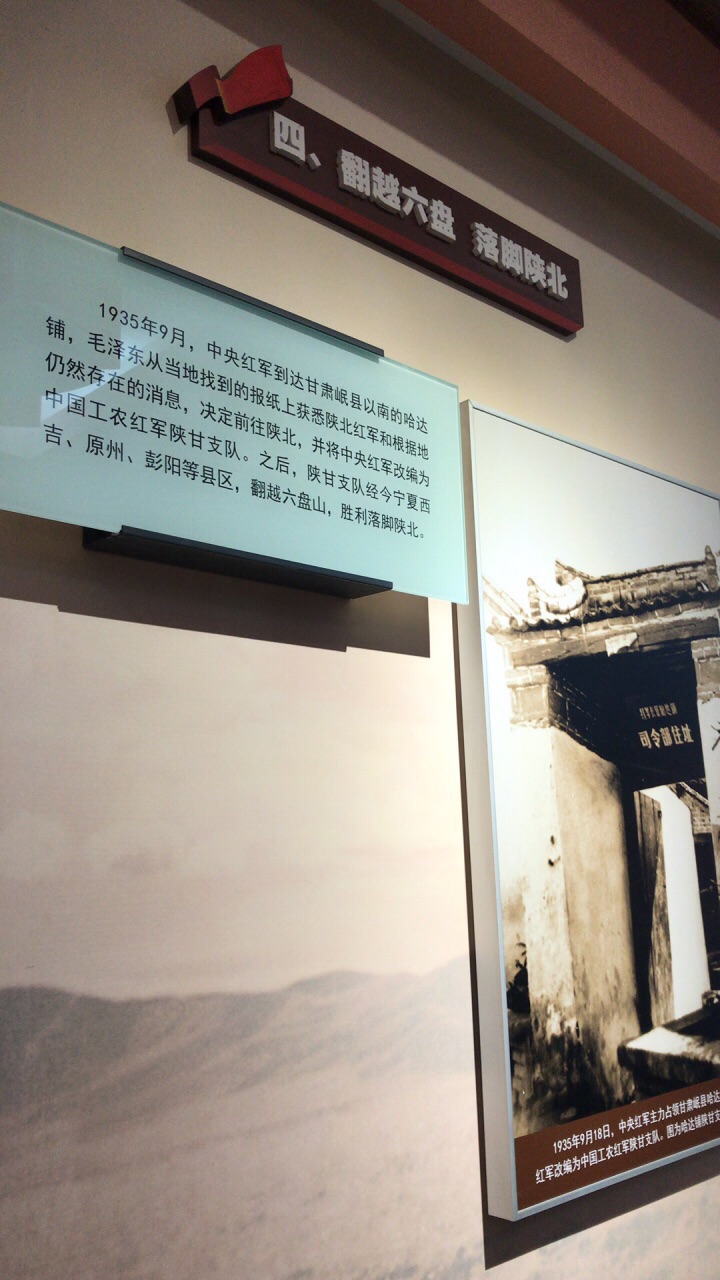 四、翻越六盘 落脚陕北
1935年9月，中央红军到达甘肃岷县以南的哈达
铺，毛泽东从当地找到的报纸上获悉陕北红军和根据地
仍然存在的消息，决定前往陕北，并将中央红军改编为
中国工农红军陕甘支队。之后，陕甘支队经今宁夏西
吉、原州、彭阳等县区，翻越六盘山，胜利落脚陕北。
司令部住址
1935年9月18日，中央红军主力占领甘肃岷县哈达
红军改编为中国工农红军陕甘支队。图为哈达铺陕甘支